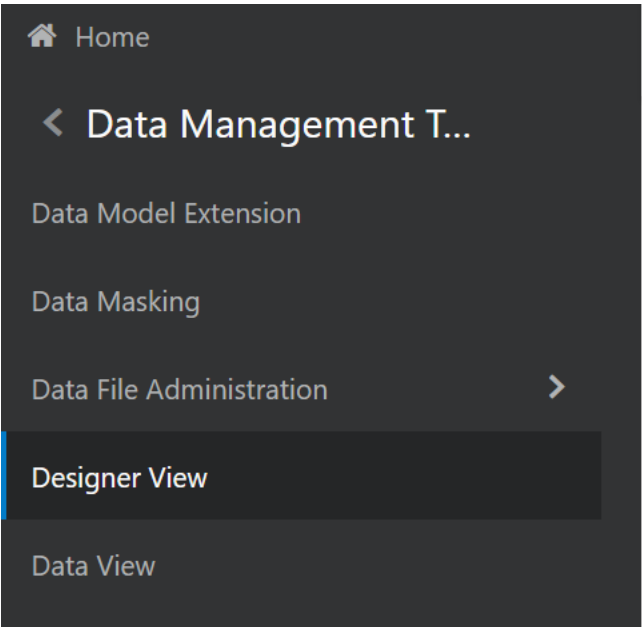 Home
Data Management T...
Data Model Extension
Data Masking
Data File Administration
Designer View
Data View